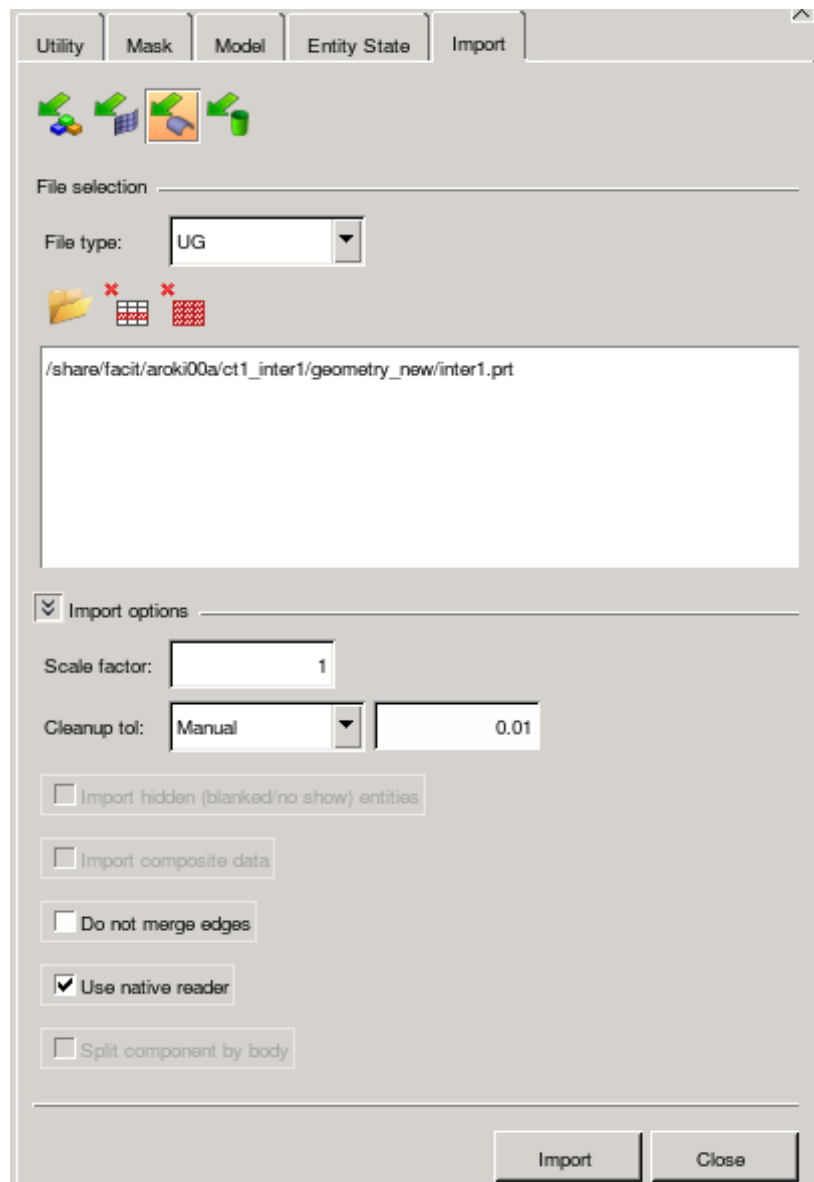 Utility Mask Model Entity State Import
File selection
File type: UG
/share/facit/aroki00a/ct1_inter1/geometry_new/inter1.prt
Import options
Scale factor: 1
Cleanup tol: Manual 0.01
Import hidden (blanked/no show) entities
Import composite data
Do not merge edges
Use native reader
Split component by body
Import Close